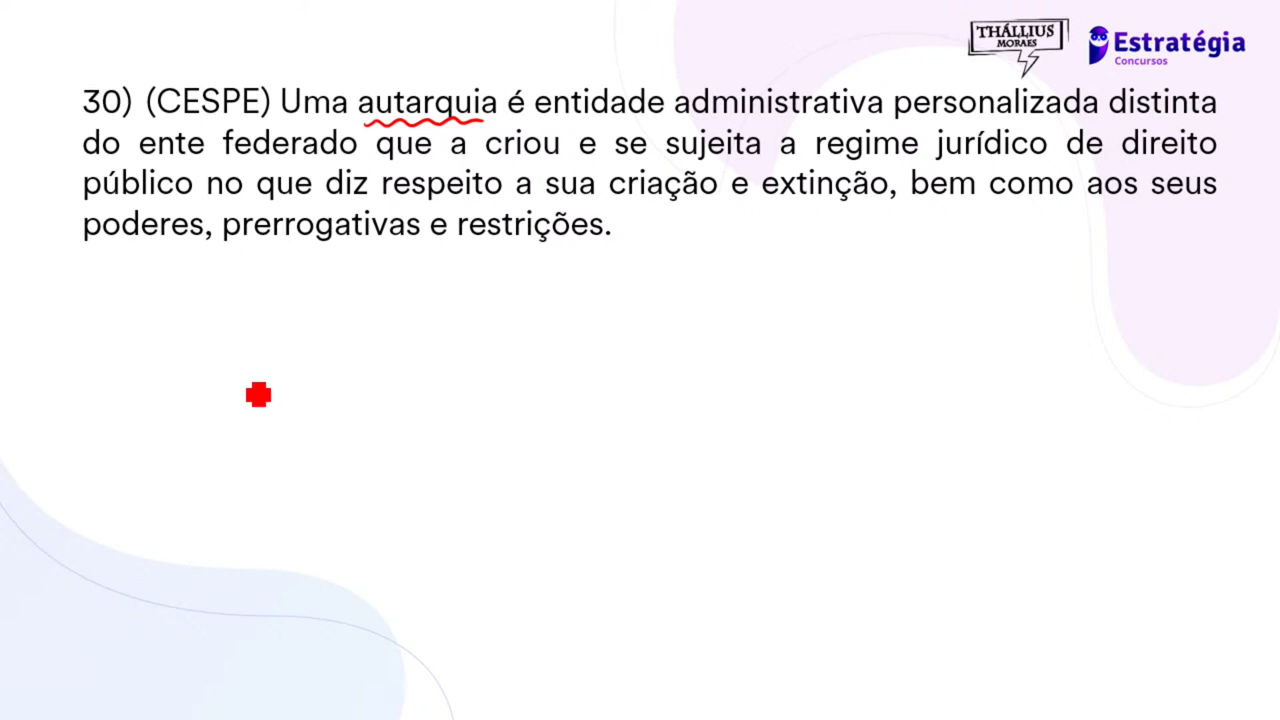 THÁLLIUS
MORAES
Estratégia
Concursos
30) (CESPE) Uma autarquia é entidade administrativa personalizada distinta
do ente federado que a criou e se sujeita a regime jurídico de direito
público no que diz respeito a sua criação e extinção, bem como aos seus
poderes, prerrogativas e restrições.